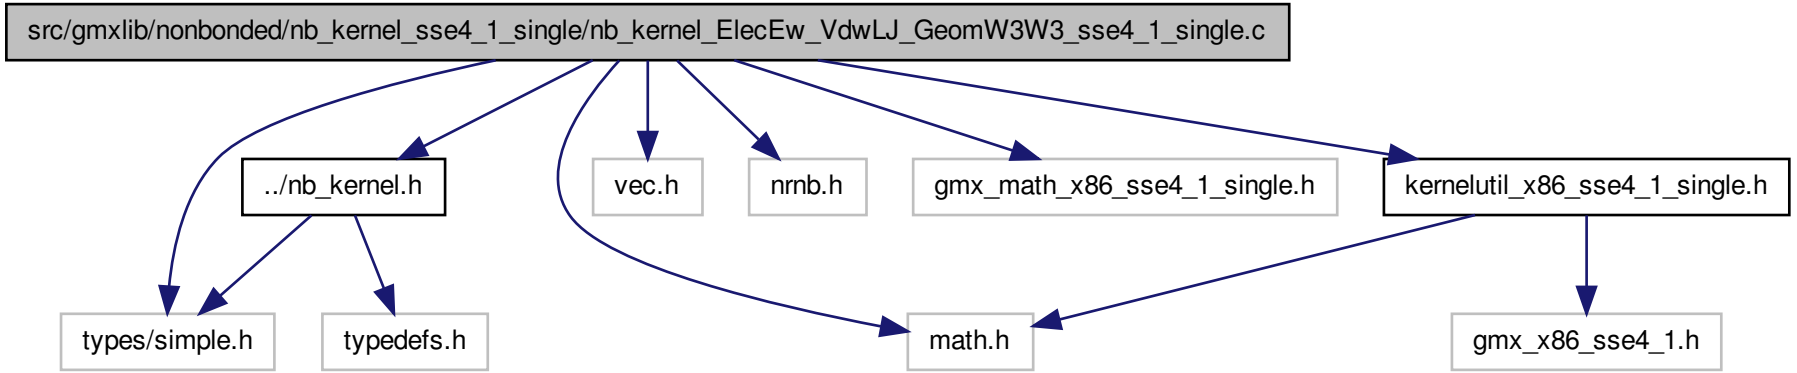 src/gmxlib/nonbonded/nb_kernel_sse4_1_single/nb_kernel_ElecEw_VdwLJ_GeomW3W3_sse4_1_single.c
../nb_kernel.h
vec.h
nrnb.h
gmx_math_x86_sse4_1_single.h
kernelutil_x86_sse4_1_single.h
types/simple.h
typedefs.h
math.h
gmx_x86_sse4_1.h